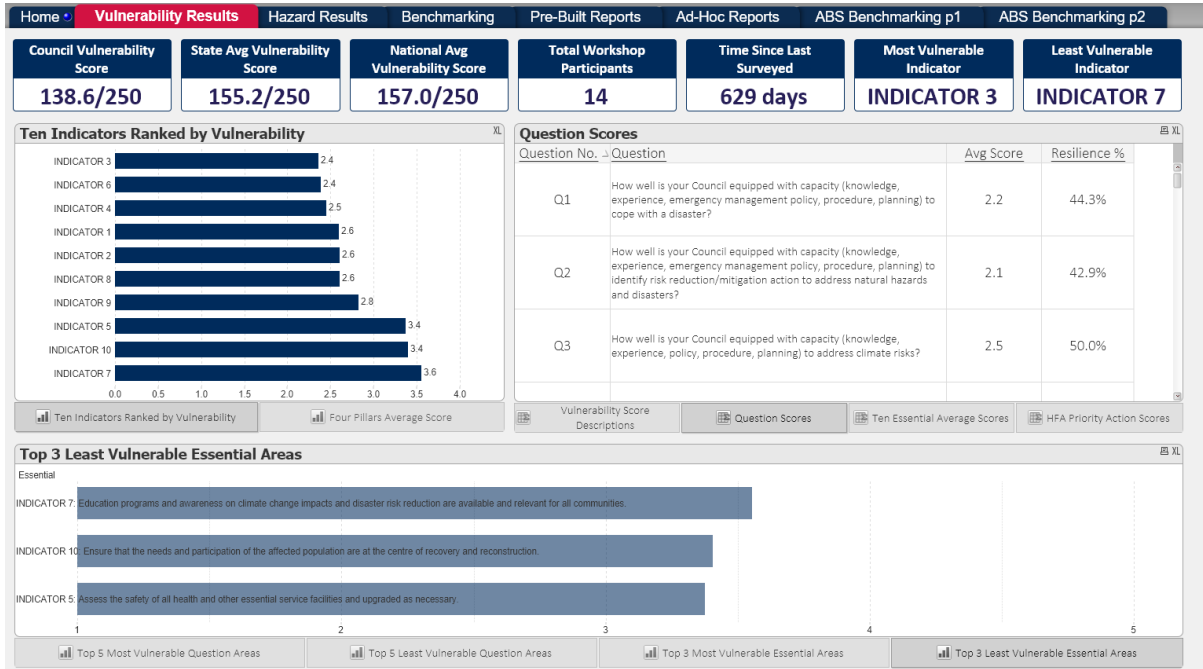 Home Vulnerability Results Hazard Results Benchmarking Pre-Built Reports Ad-Hoc Reports ABS Benchmarking p1 ABS Benchmarking p2
Council Vulnerability
Score
138.6/250
State Avg Vulnerability
Score
155.2/250
National Avg
Vulnerability Score
157.0/250
Total Workshop
Participants
14
Time Since Last
Surveyed
629 days
Most Vulnerable
Indicator
INDICATOR 3
Least Vulnerable
Indicator
INDICATOR 7
Ten Indicators Ranked by Vulnerability XL
INDICATOR 3 2.4
INDICATOR 6 2.4
INDICATOR 4 2.5
INDICATOR 1 2.6
INDICATOR 2 2.6
INDICATOR 8 2.6
INDICATOR 9 2.8
INDICATOR 5 3.4
INDICATOR 10 3.4
INDICATOR 7 3.6
0.0 0.5 1.0 1.5 2.0 2.5 3.0 3.5 4.0
Ten Indicators Ranked by Vulnerability Four Pillars Average Score
Question Scores XL
Question No. Question Avg Score Resilience %
Q1
How well is your Council equipped with capacity (knowledge,
experience, emergency management policy, procedure, planning) to
cope with a disaster?
2.2 44.3%
Q2
How well is your Council equipped with capacity (knowledge,
experience, emergency management policy, procedure, planning) to
identify risk reduction/mitigation action to address natural hazards
and disasters?
2.1 42.9%
Q3
How well is your Council equipped with capacity (knowledge,
experience, policy, procedure, planning) to address climate risks?
2.5 50.0%
Vulnerability Score
Descriptions
Question Scores Ten Essential Average Scores HFA Priority Action Scores
Top 3 Least Vulnerable Essential Areas XL
Essential
INDICATOR 7: Education programs and awareness on climate change impacts and disaster risk reduction are available and relevant for all communities.
INDICATOR 10: Ensure that the needs and participation of the affected population are at the centre of recovery and reconstruction.
INDICATOR 5: Assess the safety of all health and other essential service facilities and upgraded as necessary.
1 2 3 4 5
Top 5 Most Vulnerable Question Areas Top 5 Least Vulnerable Question Areas Top 3 Most Vulnerable Essential Areas Top 3 Least Vulnerable Essential Areas